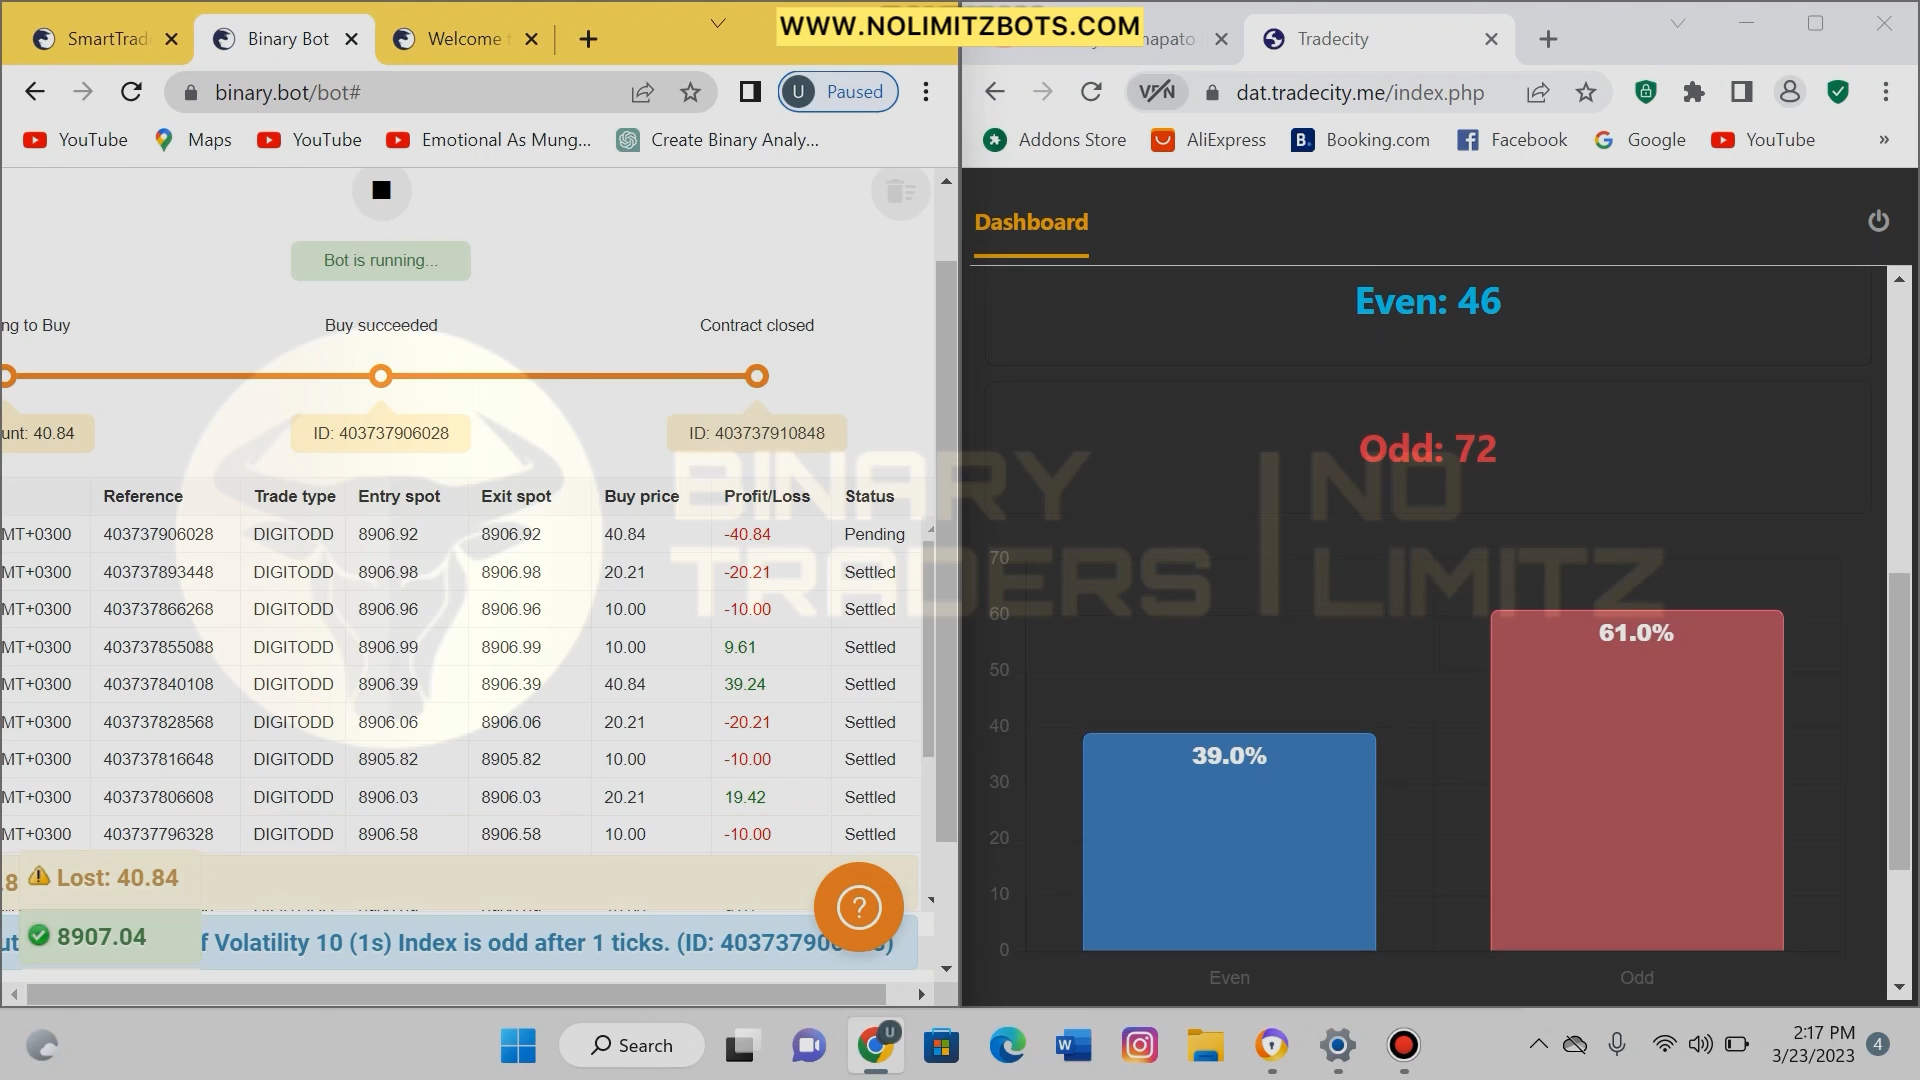 WWW.NOLIMITZBOTS.COM
SmartTrad
Binary Bot
Welcome t
napato
Tradecity
binary.bot/bot#
U
Paused
VPN
dat.tradecity.me/index.php
YouTube
Maps
YouTube
Emotional As Mung...
Create Binary Analy...
Addons Store
AliExpress
B.
Booking.com
Facebook
Google
YouTube
»
Bot is running...
ng to Buy
Buy succeeded
Contract closed
unt: 40.84
ID: 403737906028
ID: 403737910848
Reference Trade type Entry spot Exit spot Buy price Profit/Loss Status
MT+0300 403737906028 DIGITODD 8906.92 8906.92 40.84 -40.84 Pending
MT+0300 403737893448 DIGITODD 8906.98 8906.98 20.21 -20.21 Settled
MT+0300 403737866268 DIGITODD 8906.96 8906.96 10.00 -10.00 Settled
MT+0300 403737855088 DIGITODD 8906.99 8906.99 10.00 9.61 Settled
MT+0300 403737840108 DIGITODD 8906.39 8906.39 40.84 39.24 Settled
MT+0300 403737828568 DIGITODD 8906.06 8906.06 20.21 -20.21 Settled
MT+0300 403737816648 DIGITODD 8905.82 8905.82 10.00 -10.00 Settled
MT+0300 403737806608 DIGITODD 8906.03 8906.03 20.21 19.42 Settled
MT+0300 403737796328 DIGITODD 8906.58 8906.58 10.00 -10.00 Settled
.8
Lost: 40.84
ut
8907.04
f Volatility 10 (1s) Index is odd after 1 ticks. (ID: 40373790
?
Dashboard
Even: 46
Odd: 72
BINARY TRADERS | NO LIMITZ
70
60
50
40
30
20
10
0
39.0%
61.0%
Even
Odd
Search
U
2:17 PM
3/23/2023
4